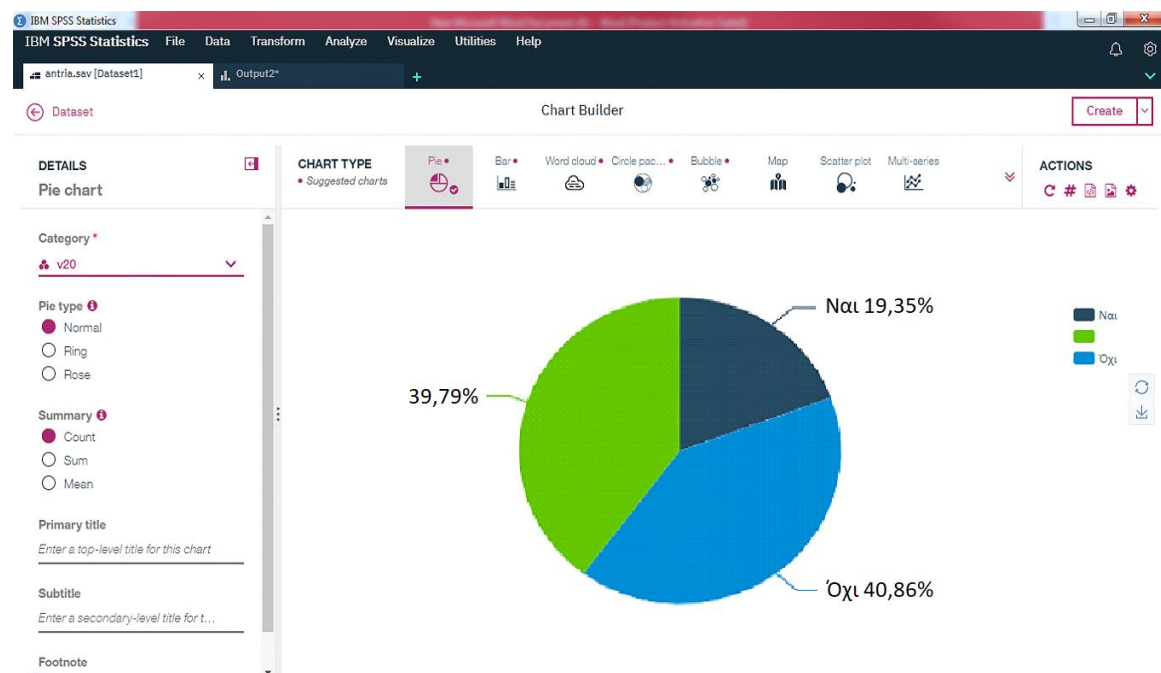 IBM SPSS Statistics
IBM SPSS Statistics File Data Transform Analyze Visualize Utilities Help
antria.sav [Dataset1] x Output2* +
Dataset
Chart Builder
Create
DETAILS
Pie chart
CHART TYPE
• Suggested charts
Pie • Bar • Word cloud • Circle pac... • Bubble • Map Scatter plot Multi-series
ACTIONS
Category *
v20
Pie type
Normal
Ring
Rose
Summary
Count
Sum
Mean
Primary title
Enter a top-level title for this chart
Subtitle
Enter a secondary-level title for t...
Footnote
Ναι 19,35%
39,79%
Όχι 40,86%
Ναι
Όχι